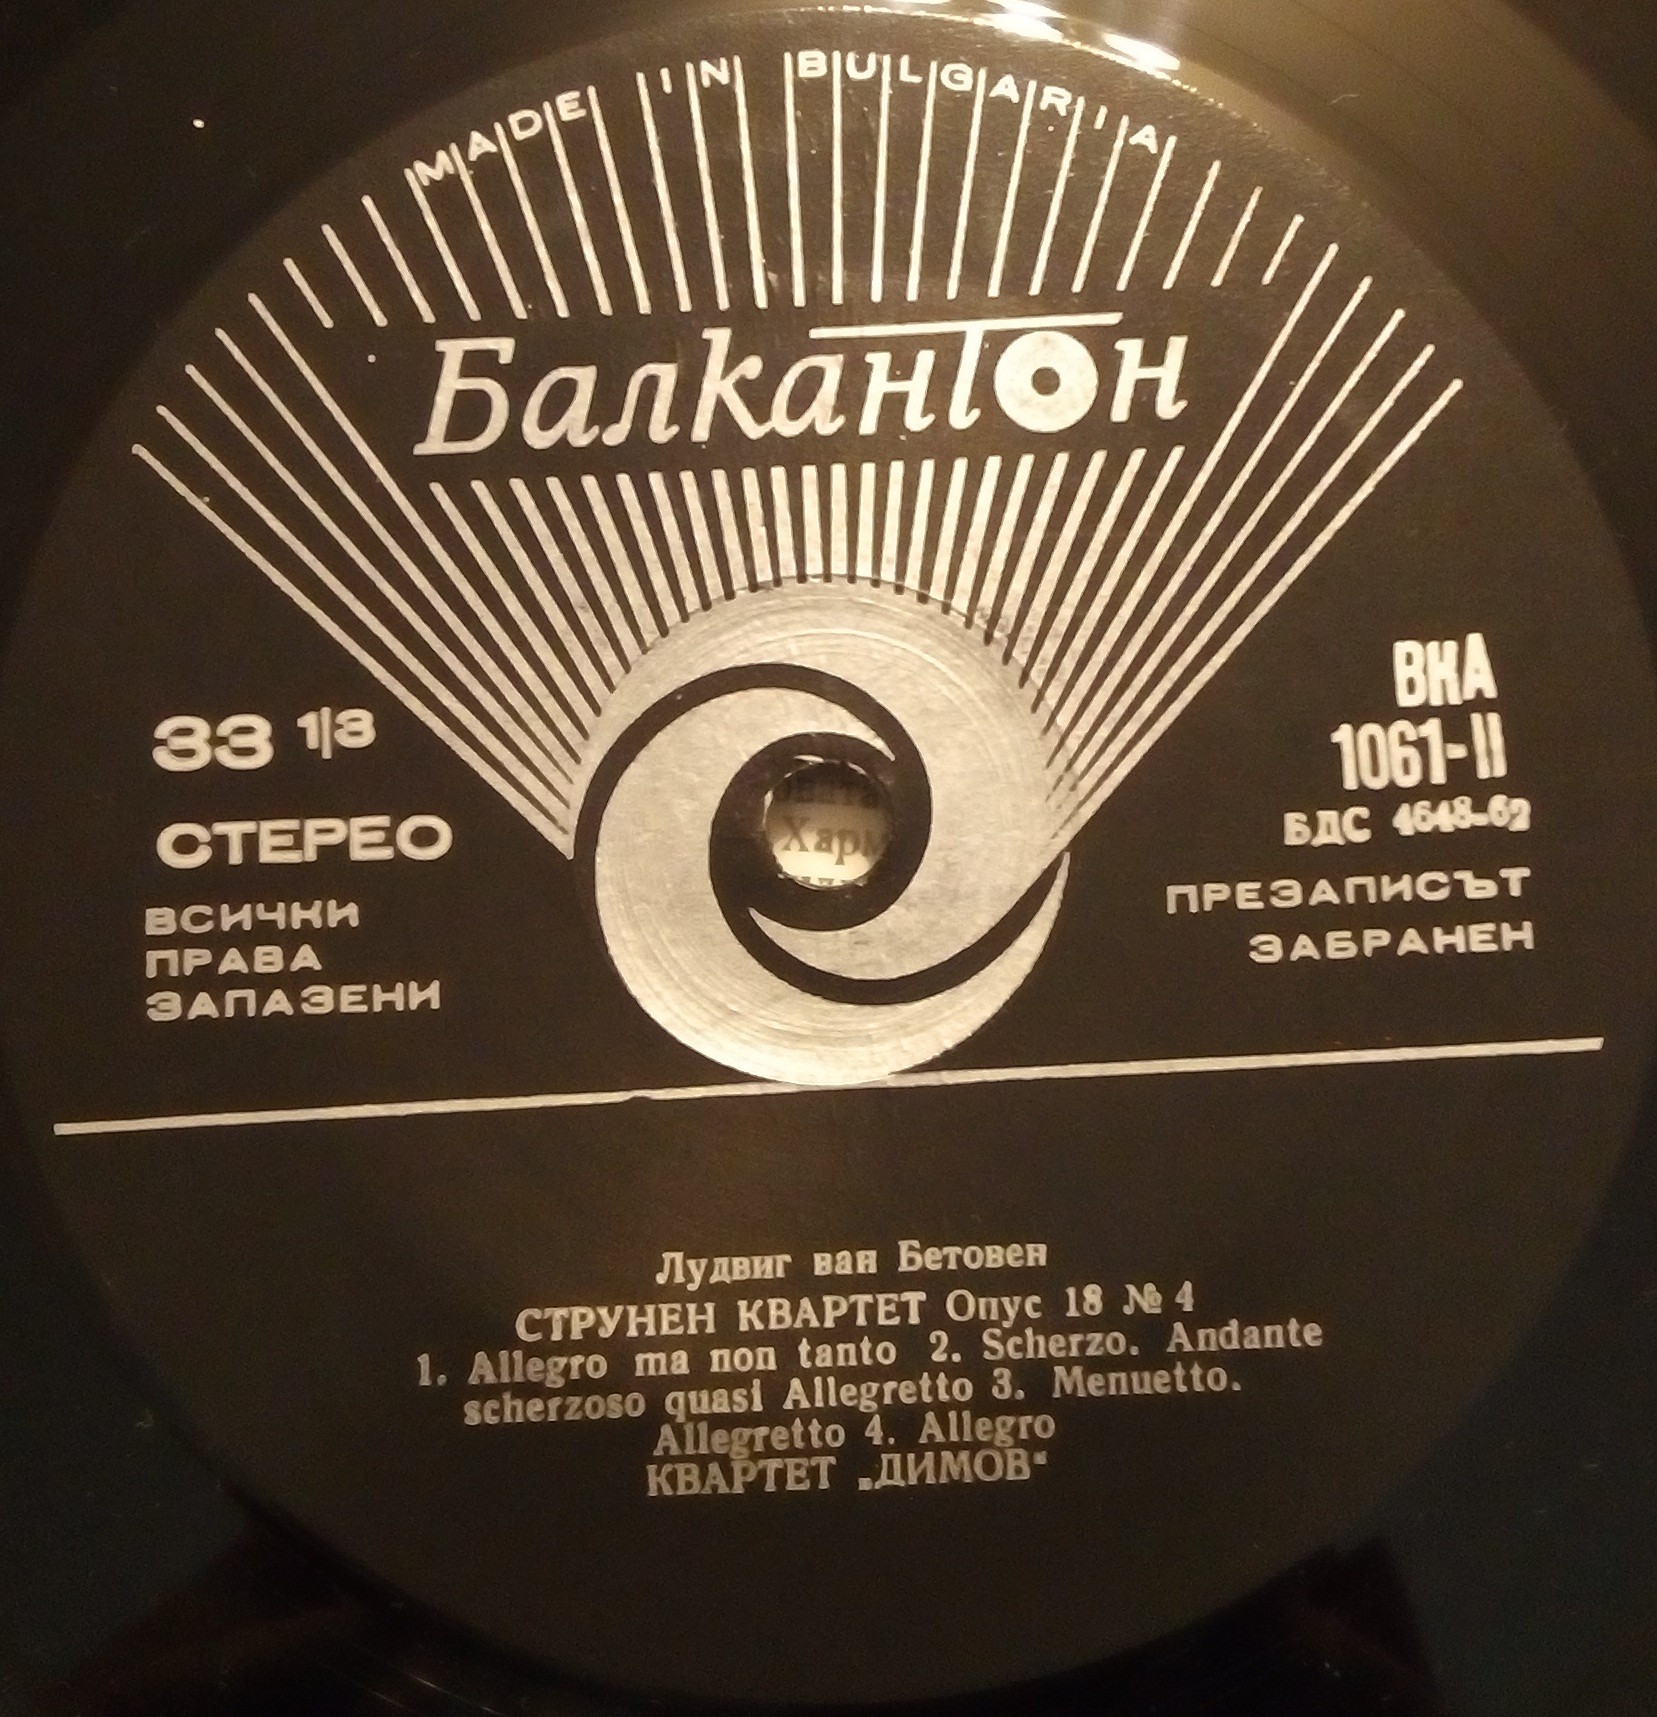 MADE IN BULGARIA
Балкантон
33 1/3
СТЕРЕО
ВСИЧКИ
ПРАВА
ЗАПАЗЕНИ
ВКА
1061-II
БДС 4648-62
ПРЕЗАПИСЪТ
ЗАБРАНЕН
Лудвиг ван Бетовен
СТРУНЕН КВАРТЕТ Опус 18 № 4
1. Allegro ma non tanto 2. Scherzo. Andante
scherzoso quasi Allegretto 3. Menuetto.
Allegretto 4. Allegro
КВАРТЕТ „ДИМОВ“